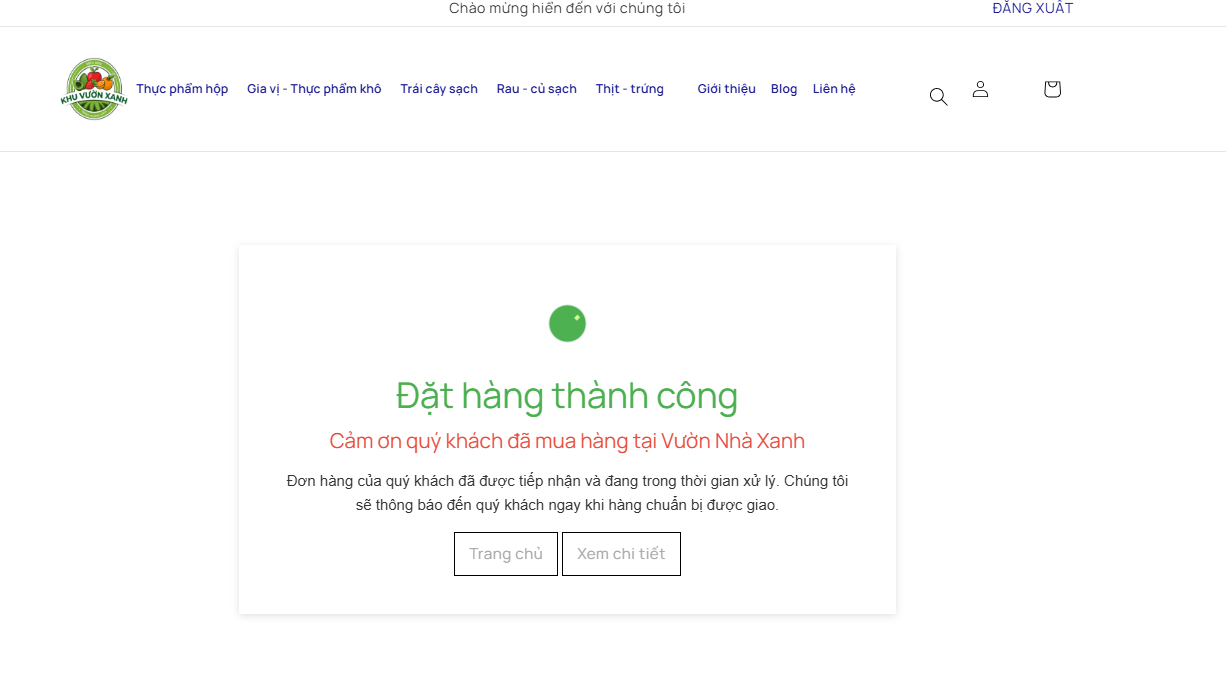 Chào mừng hiển đến với chúng tôi
ĐĂNG XUẤT
KHU VƯỜN XANH
Thực phẩm hộp Gia vị - Thực phẩm khô Trái cây sạch Rau - củ sạch Thịt - trứng Giới thiệu Blog Liên hệ
Đặt hàng thành công
Cảm ơn quý khách đã mua hàng tại Vườn Nhà Xanh
Đơn hàng của quý khách đã được tiếp nhận và đang trong thời gian xử lý. Chúng tôi
sẽ thông báo đến quý khách ngay khi hàng chuẩn bị được giao.
Trang chủ Xem chi tiết